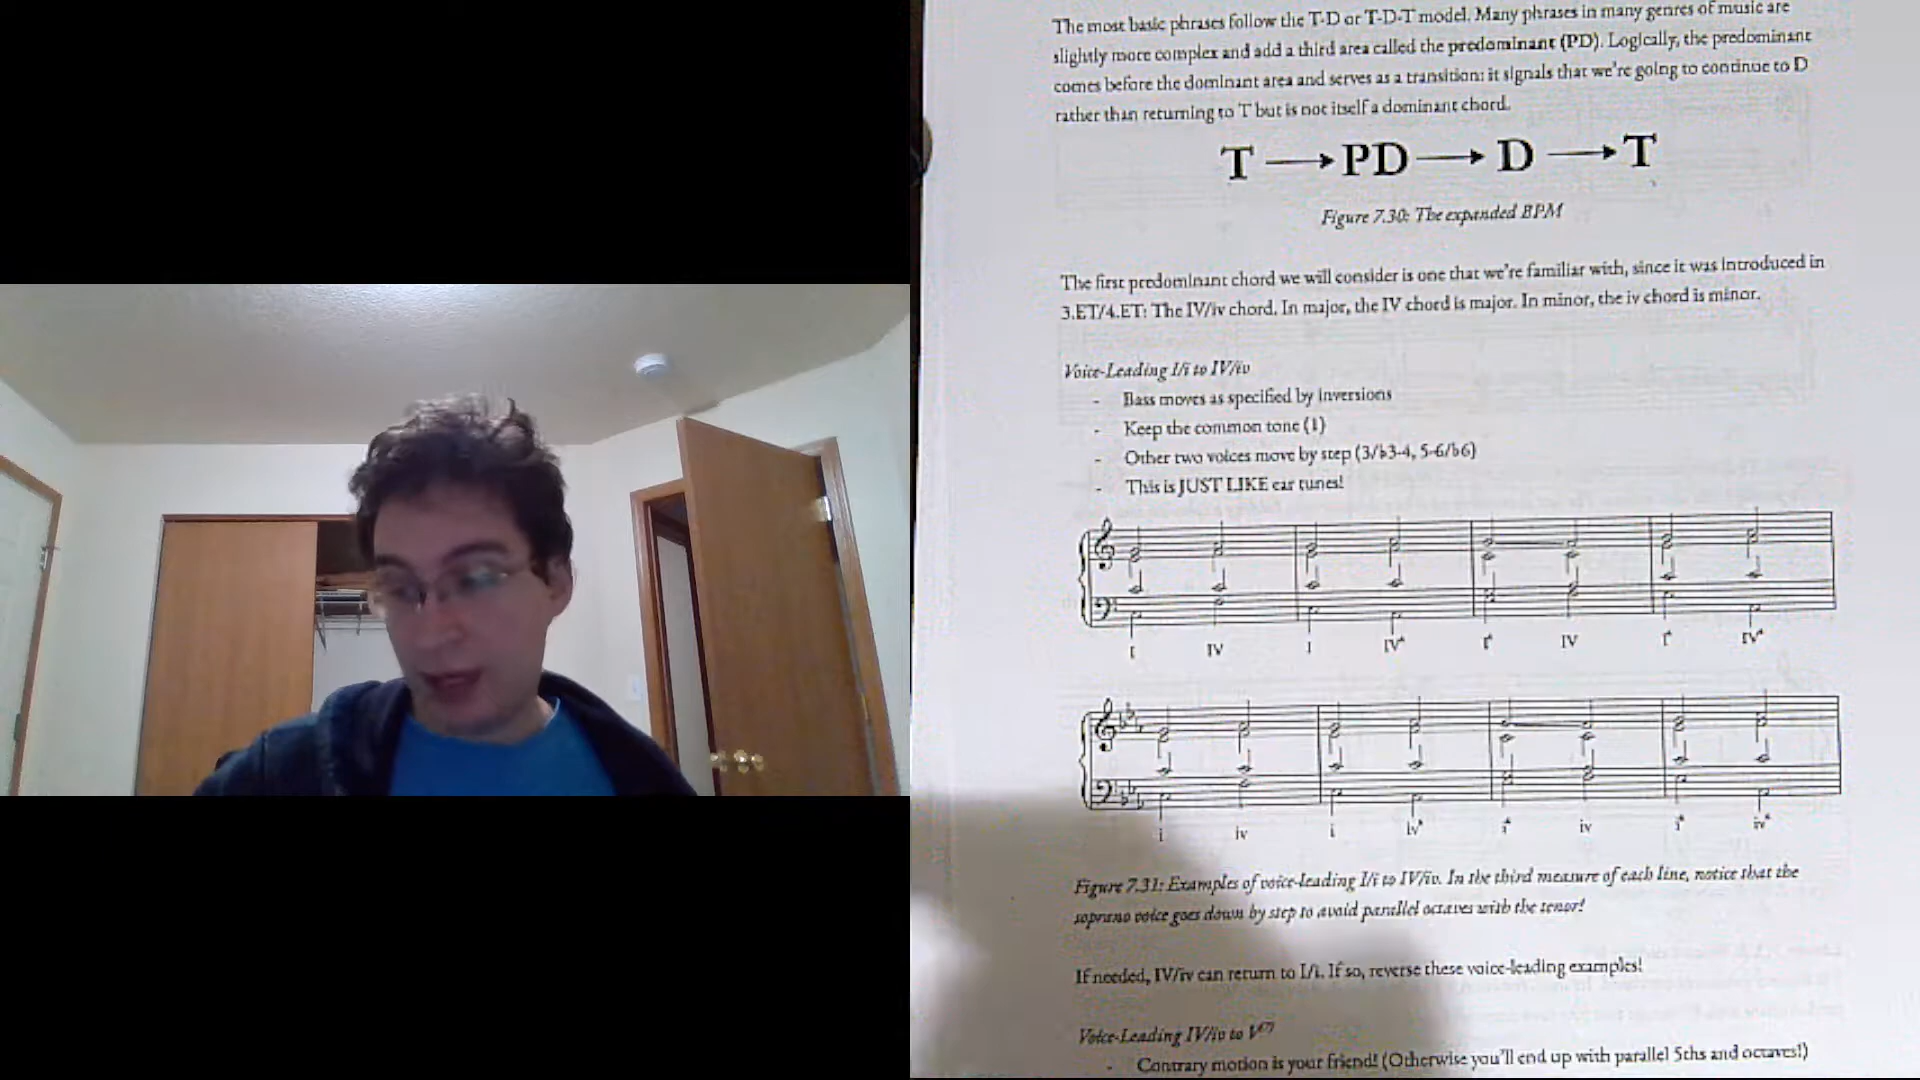 The most basic phrases follow the T-D or T-D-T model. Many phrases in many genres of music are
slightly more complex and add a third area called the predominant (PD). Logically, the predominant
comes before the dominant area and serves as a transition: it signals that we're going to continue to D
rather than returning to T but is not itself a dominant chord.
T → PD → D → T
Figure 7.30: The expanded BPM
The first predominant chord we will consider is one that we're familiar with, since it was introduced in
3.ET/4.ET: The IV/iv chord. In major, the IV chord is major. In minor, the iv chord is minor.
Voice-Leading I/i to IV/iv
- Bass moves as specified by inversions
- Keep the common tone (1)
- Other two voices move by step (3/♭3-4, 5-6/♭6)
- This is JUST LIKE ear tunes!
I IV I IV⁶ I⁶ IV I⁶ IV⁶
i iv i iv⁶ i⁶ iv i⁶ iv⁶
Figure 7.31: Examples of voice-leading I/i to IV/iv. In the third measure of each line, notice that the
soprano voice goes down by step to avoid parallel octaves with the tenor!
If needed, IV/iv can return to I/i. If so, reverse these voice-leading examples!
Voice-Leading IV/iv to V⁽⁷⁾
- Contrary motion is your friend! (Otherwise you'll end up with parallel 5ths and octaves!)